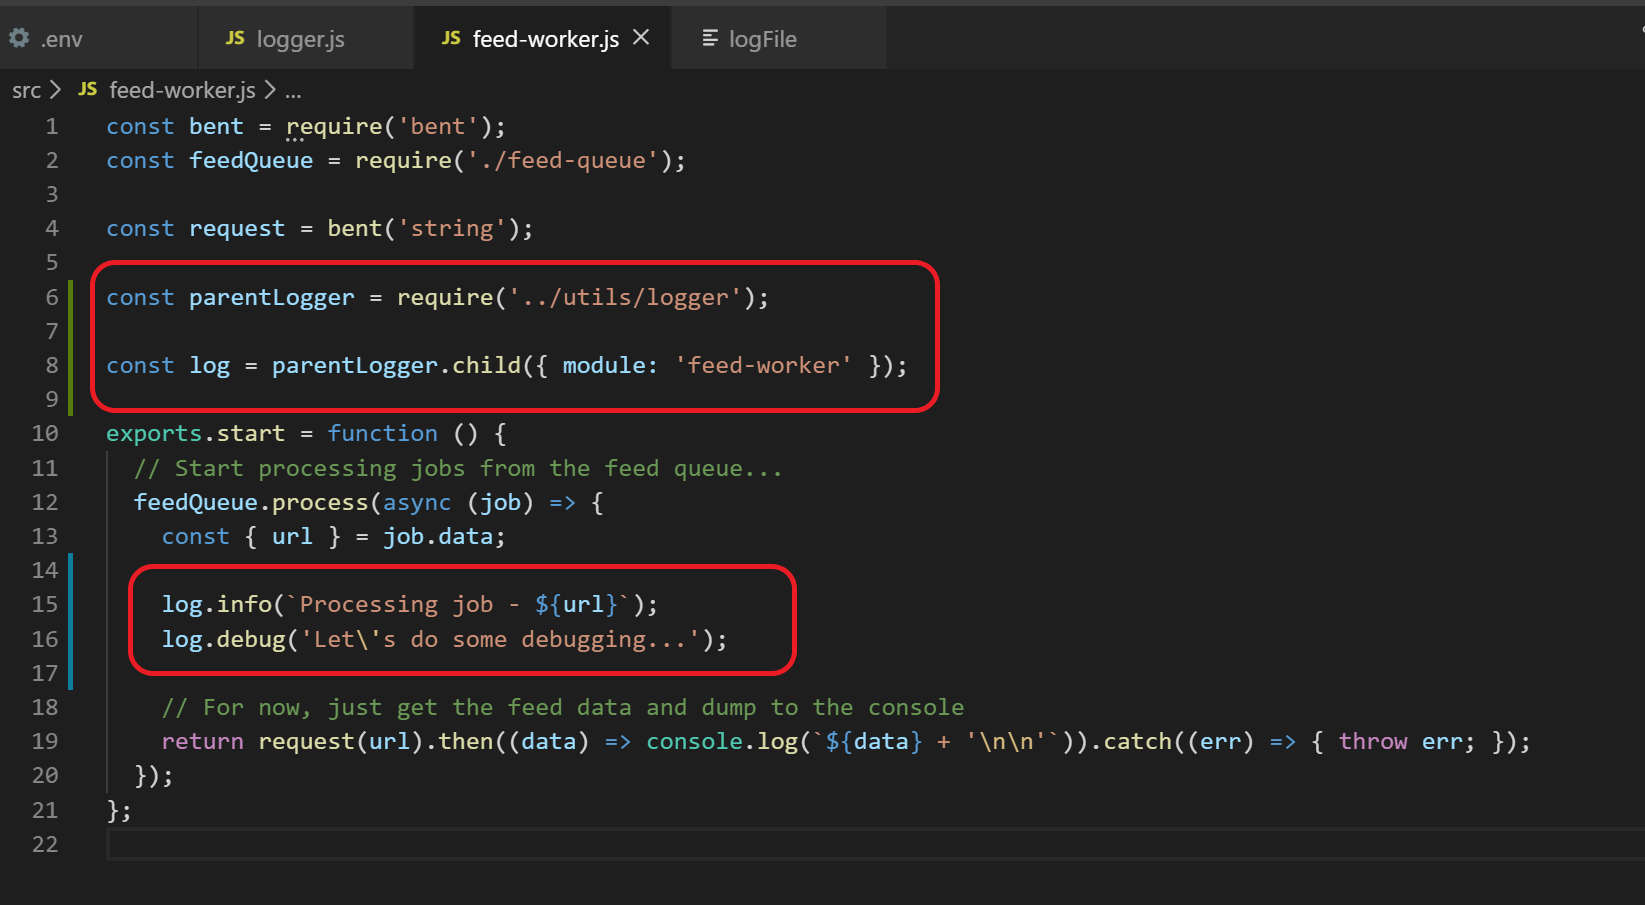 .env
JS logger.js
JS feed-worker.js
logFile
src > JS feed-worker.js > ...
1 const bent = require('bent');
2 const feedQueue = require('./feed-queue');
3
4 const request = bent('string');
5
6 const parentLogger = require('../utils/logger');
7
8 const log = parentLogger.child({ module: 'feed-worker' });
9
10 exports.start = function () {
11   // Start processing jobs from the feed queue...
12   feedQueue.process(async (job) => {
13     const { url } = job.data;
14
15     log.info(`Processing job - ${url}`);
16     log.debug('Let\'s do some debugging...');
17
18     // For now, just get the feed data and dump to the console
19     return request(url).then((data) => console.log(`${data} + '\n\n'`)).catch((err) => { throw err; });
20   });
21 };
22